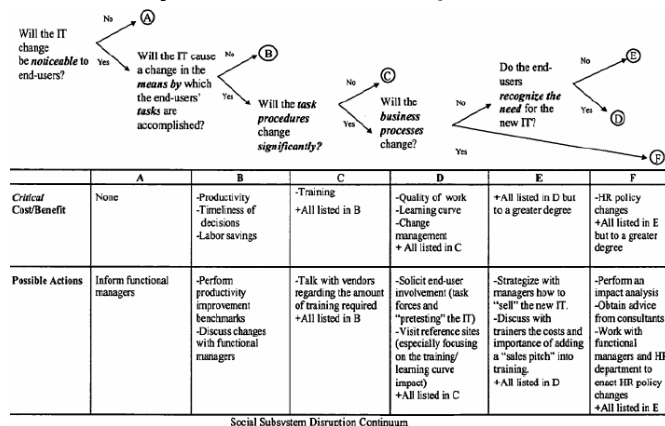 No
A
Will the IT
change
be noticeable to
end-users?
Yes
Will the IT cause
a change in the
means by which
the end-users'
tasks are
accomplished?
No
B
Yes
Will the task
procedures
change
significantly?
No
C
Yes
Will the
business
processes
change?
No
Yes
Do the end-
users
recognize the
need for the
new IT?
No
E
Yes
D
F
A B C D E F
Critical
Cost/Benefit
None
-Productivity
-Timeliness of
decisions
-Labor savings
-Training
+All listed in B
-Quality of work
-Learning curve
-Change
management
+ All listed in C
+All listed in D but
to a greater degree
-HR policy
changes
+All listed in E
but to a greater
degree
Possible Actions
Inform functional
managers
-Perform
productivity
improvement
benchmarks
-Discuss changes
with functional
managers
-Talk with vendors
regarding the amount
of training required
+All listed in B
-Solicit end-user
involvement (task
forces and
"pretesting" the IT)
-Visit reference sites
(especially focusing
on the training/
learning curve
impact)
+All listed in C
-Strategize with
managers how to
"sell" the new IT.
-Discuss with
trainers the costs and
importance of adding
a "sales pitch" into
training.
+All listed in D
-Perform an
impact analysis
-Obtain advice
from consultants
-Work with
functional
managers and HR
department to
enact HR policy
changes
+All listed in E
Social Subsystem Disruption Continuum